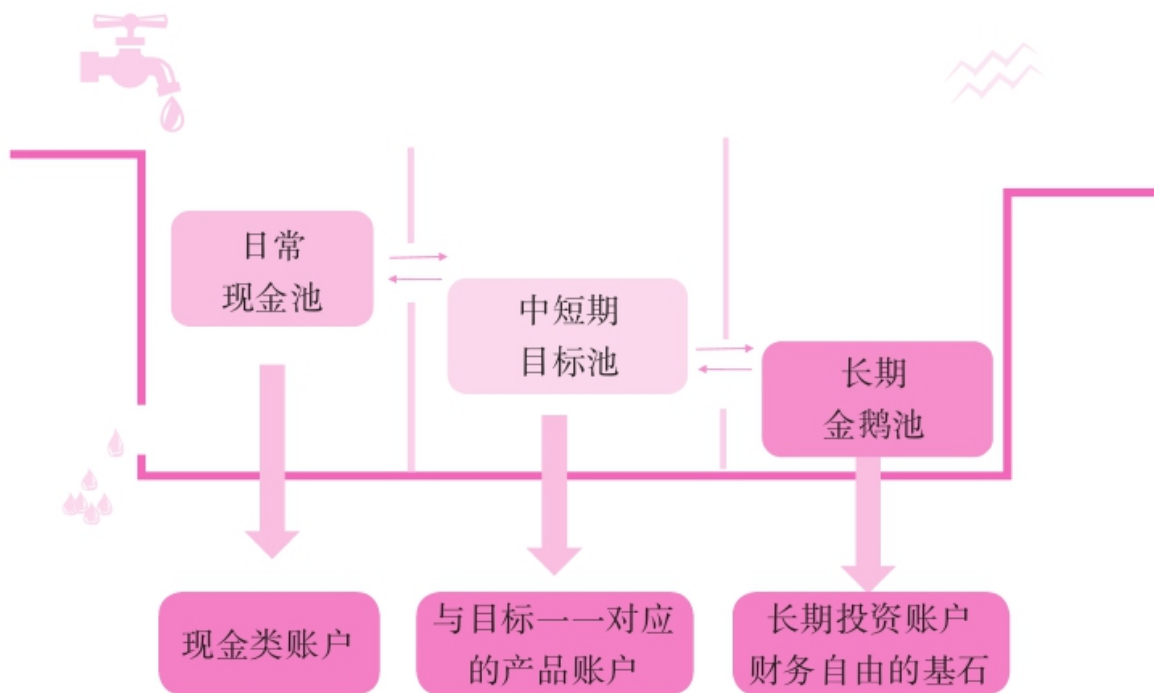 日常
现金池
中短期
目标池
长期
金鹅池
现金类账户
与目标一一对应
的产品账户
长期投资账户
财务自由的基石